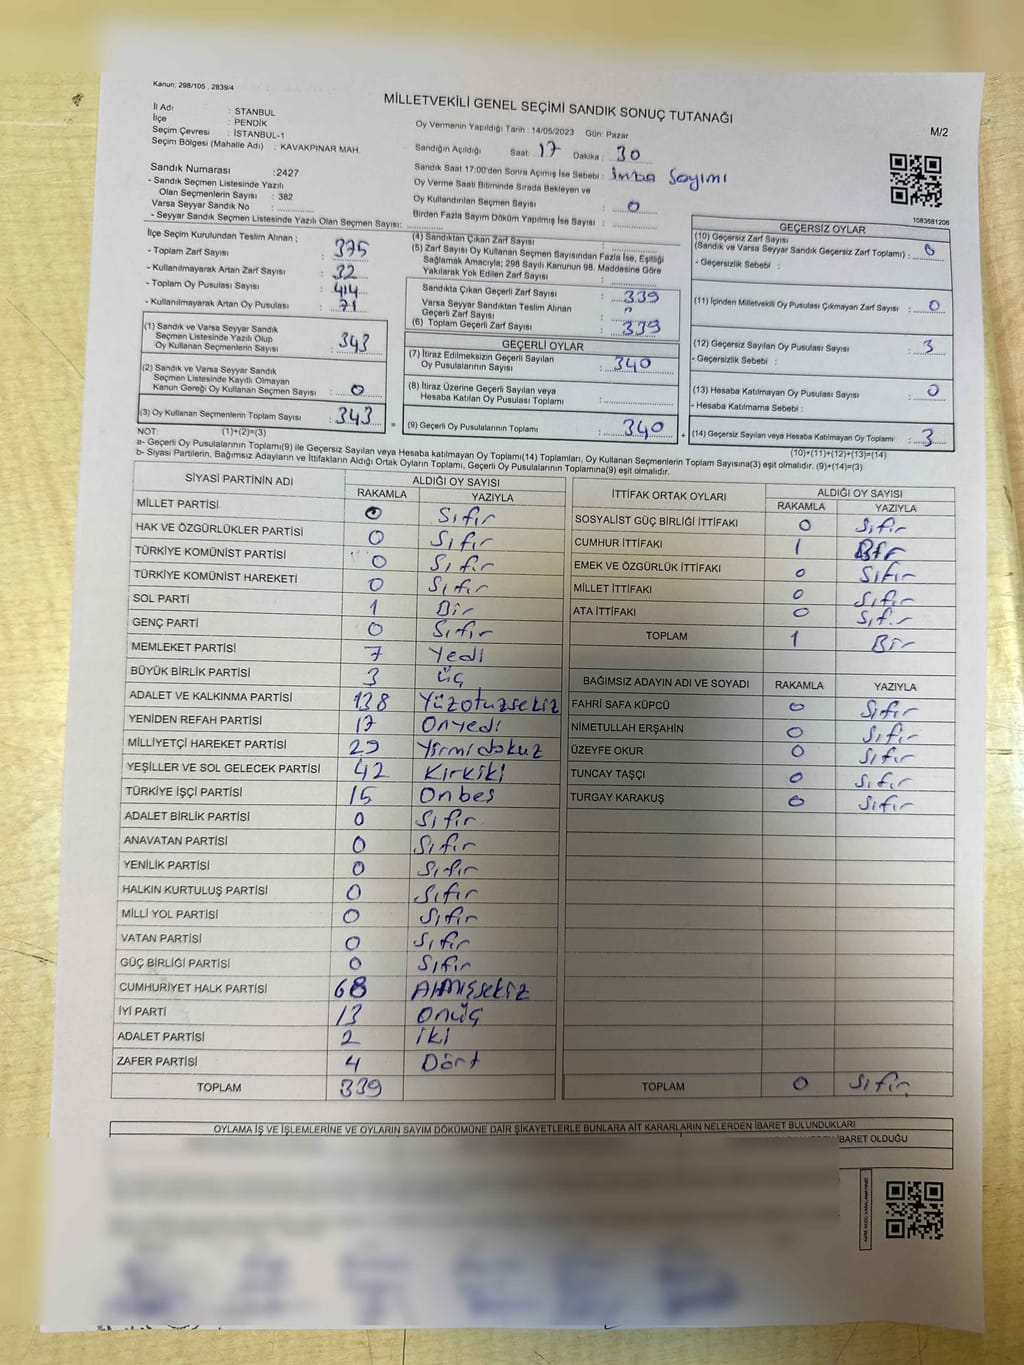 Kanun: 298/105 . 2839/4
MİLLETVEKİLİ GENEL SEÇİMİ SANDIK SONUÇ TUTANAĞI
M/2
İl Adı : STANBUL
İlçe : PENDİK
Seçim Çevresi : İSTANBUL-1
Seçim Bölgesi (Mahalle Adı) : KAVAKPINAR MAH.
Oy Vermenin Yapıldığı Tarih : 14/05/2023 Gün: Pazar
Sandığın Açıldığı Saat: 17 Dakika : 30
Sandık Saat 17:00'den Sonra Açımış İse Sebebi : İmza Sayımı
Oy Verme Saati Bitiminde Sırada Bekleyen ve
Oy Kullandırılan Seçmen Sayısı : 0
Birden Fazla Sayım Döküm Yapılmış İse Sayısı :
Sandık Numarası :2427
- Sandık Seçmen Listesinde Yazılı
Olan Seçmenlerin Sayısı : 382
Varsa Seyyar Sandık No :
- Seyyar Sandık Seçmen Listesinde Yazılı Olan Seçmen Sayısı:
1083581206
İlçe Seçim Kurulundan Teslim Alınan ;
- Toplam Zarf Sayısı : 375
- Kullanılmayarak Artan Zarf Sayısı : 32
- Toplam Oy Pusulası Sayısı : 414
- Kullanılmayarak Artan Oy Pusulası : 71
(1) Sandık ve Varsa Seyyar Sandık
Seçmen Listesinde Yazılı Olup
Oy Kullanan Seçmenlerin Sayısı : 343
(2) Sandık ve Varsa Seyyar Sandık
Seçmen Listesinde Kayıtlı Olmayan
Kanun Gereği Oy Kullanan Seçmen Sayısı : 0
(3) Oy Kullanan Seçmenlerin Toplam Sayısı : 343
(4) Sandıktan Çıkan Zarf Sayısı :
(5) Zarf Sayısı Oy Kullanan Seçmen Sayısından Fazla İse, Eşitliği
Sağlamak Amacıyla; 298 Sayılı Kanunun 98. Maddesine Göre
Yakılarak Yok Edilen Zarf Sayısı :
Sandıkta Çıkan Geçerli Zarf Sayısı : 339
Varsa Seyyar Sandıktan Teslim Alınan
Geçerli Zarf Sayısı :
(6) Toplam Geçerli Zarf Sayısı : 339
GEÇERLİ OYLAR
(7) İtiraz Edilmeksizin Geçerli Sayılan
Oy Pusulalarının Sayısı : 340
(8) İtiraz Üzerine Geçerli Sayılan veya
Hesaba Katılan Oy Pusulası Toplamı :
(9) Geçerli Oy Pusulalarının Toplamı : 340
GEÇERSİZ OYLAR
(10) Geçersiz Zarf Sayısı
(Sandık ve Varsa Seyyar Sandık Geçersiz Zarf Toplamı) : 0
- Geçersizlik Sebebi :
(11) İçinden Milletvekili Oy Pusulası Çıkmayan Zarf Sayısı : 0
(12) Geçersiz Sayılan Oy Pusulası Sayısı : 3
- Geçersizlik Sebebi :
(13) Hesaba Katılmayan Oy Pusulası Sayısı : 0
- Hesaba Katılmama Sebebi :
(14) Geçersiz Sayılan veya Hesaba Katılmayan Oy Toplamı : 3
NOT: (1)+(2)=(3) (10)+(11)+(12)+(13)=(14)
a- Geçerli Oy Pusulalarının Toplamı(9) ile Geçersiz Sayılan veya Hesaba Katılmayan Oy Toplamı(14) Toplamları, Oy Kullanan Seçmenlerin Toplam Sayısına(3) eşit olmalıdır. (9)+(14)=(3)
b- Siyasi Partilerin, Bağımsız Adayların ve İttifakların Aldığı Ortak Oyların Toplamı, Geçerli Oy Pusulalarının Toplamına(9) eşit olmalıdır.
SİYASİ PARTİNİN ADI ALDIĞI OY SAYISI
RAKAMLA YAZIYLA
MİLLET PARTİSİ 0 Sıfır
HAK VE ÖZGÜRLÜKLER PARTİSİ 0 Sıfır
TÜRKİYE KOMÜNİST PARTİSİ 0 Sıfır
TÜRKİYE KOMÜNİST HAREKETİ 0 Sıfır
SOL PARTİ 1 Bir
GENÇ PARTİ 0 Sıfır
MEMLEKET PARTİSİ 7 Yedi
BÜYÜK BİRLİK PARTİSİ 3 üç
ADALET VE KALKINMA PARTİSİ 138 Yüzotuzsekiz
YENİDEN REFAH PARTİSİ 17 Onyedi
MİLLİYETÇİ HAREKET PARTİSİ 29 Yirmidokuz
YEŞİLLER VE SOL GELECEK PARTİSİ 42 Kırkiki
TÜRKİYE İŞÇİ PARTİSİ 15 Onbes
ADALET BİRLİK PARTİSİ 0 Sıfır
ANAVATAN PARTİSİ 0 Sıfır
YENİLİK PARTİSİ 0 Sıfır
HALKIN KURTULUŞ PARTİSİ 0 Sıfır
MİLLİ YOL PARTİSİ 0 Sıfır
VATAN PARTİSİ 0 Sıfır
GÜÇ BİRLİĞİ PARTİSİ 0 Sıfır
CUMHURİYET HALK PARTİSİ 68 Atmışsekiz
İYİ PARTİ 13 Onüç
ADALET PARTİSİ 2 İki
ZAFER PARTİSİ 4 Dört
TOPLAM 339
İTTİFAK ORTAK OYLARI ALDIĞI OY SAYISI
RAKAMLA YAZIYLA
SOSYALİST GÜÇ BİRLİĞİ İTTİFAKI 0 Sıfır
CUMHUR İTTİFAKI 1 Bir
EMEK VE ÖZGÜRLÜK İTTİFAKI 0 Sıfır
MİLLET İTTİFAKI 0 Sıfır
ATA İTTİFAKI 0 Sıfır
TOPLAM 1 Bir
BAĞIMSIZ ADAYIN ADI VE SOYADI RAKAMLA YAZIYLA
FAHRİ SAFA KÜPCÜ 0 Sıfır
NİMETULLAH ERŞAHİN 0 Sıfır
ÜZEYFE OKUR 0 Sıfır
TUNCAY TAŞÇI 0 Sıfır
TURGAY KARAKUŞ 0 Sıfır
TOPLAM 0 Sıfır
OYLAMA İŞ VE İŞLEMLERİNE VE OYLARIN SAYIM DÖKÜMÜNE DAİR ŞİKAYETLERLE BUNLARA AİT KARARLARIN NELERDEN İBARET BULUNDUKLARI
İBARET OLDUĞU